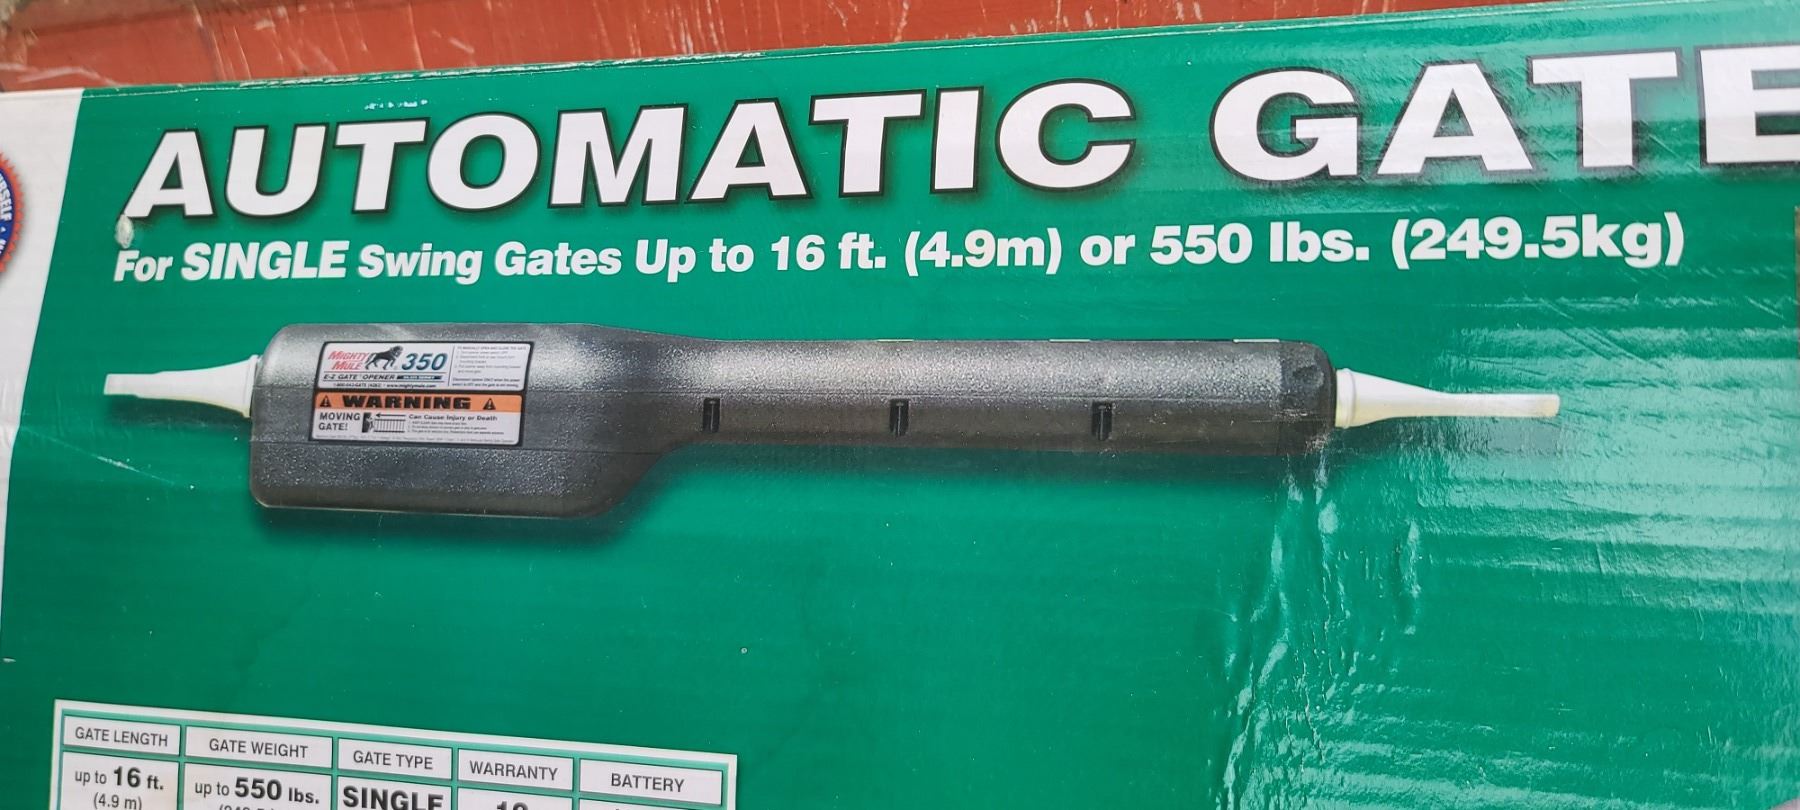 AUTOMATIC GATE
For SINGLE Swing Gates Up to 16 ft. (4.9m) or 550 lbs. (249.5kg)
MIGHTY MULE 350
E-Z GATE OPENER
WARNING
MOVING GATE!
Can Cause Injury or Death
GATE LENGTH GATE WEIGHT GATE TYPE WARRANTY BATTERY
up to 16 ft. up to 550 lbs. SINGLE
(4.9 m)